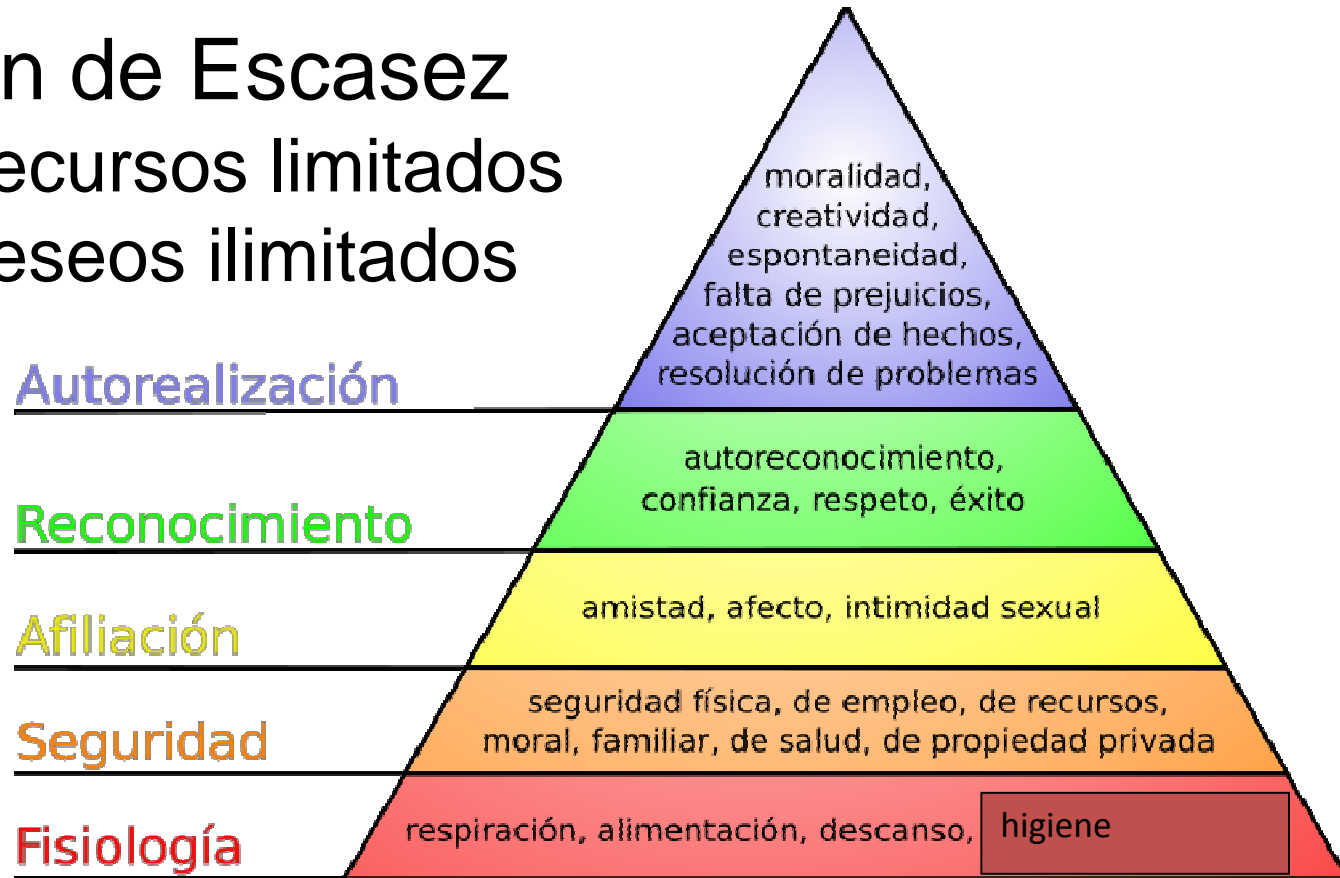 n de Escasez
ecursos limitados
eseos ilimitados
moralidad,
creatividad,
espontaneidad,
falta de prejuicios,
aceptación de hechos,
resolución de problemas
Autorealización
autoreconocimiento,
confianza, respeto, éxito
Reconocimiento
amistad, afecto, intimidad sexual
Afiliación
seguridad física, de empleo, de recursos,
moral, familiar, de salud, de propiedad privada
Seguridad
respiración, alimentación, descanso, higiene
Fisiología